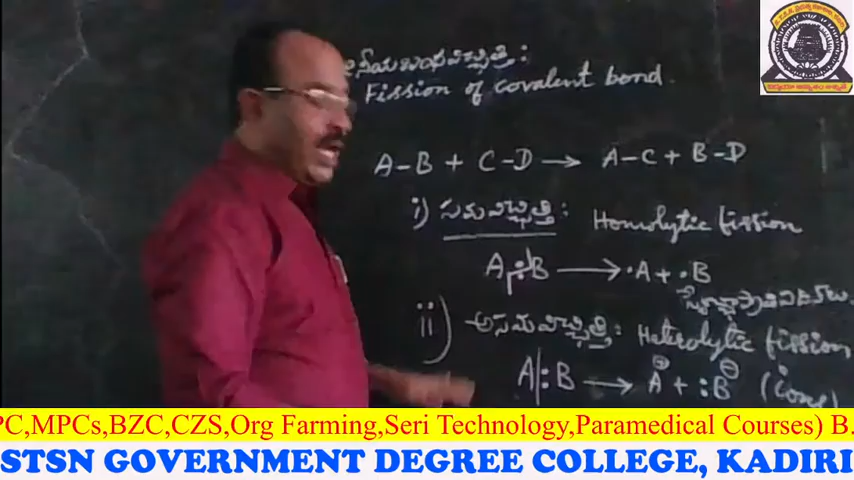 Fission of covalent bond.
A–B + C–D → A–C + B–D
i) సమవిచ్ఛిత్తి: Homolytic fission
A:B → ·A + ·B
ii) అసమవిచ్ఛిత్తి: Heterolytic fission
A|:B → A⊕ + :B⊖ (ions)
PC,MPCs,BZC,CZS,Org Farming,Seri Technology,Paramedical Courses) B.
STSN GOVERNMENT DEGREE COLLEGE, KADIRI